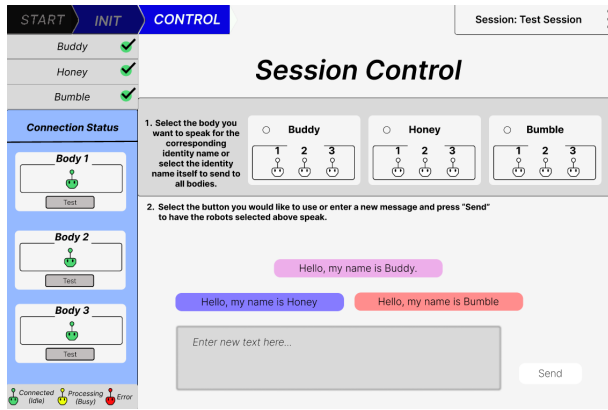 START INIT CONTROL
Session: Test Session
Buddy
Honey
Bumble
Connection Status
Body 1
Test
Body 2
Test
Body 3
Test
Connected
(Idle)
Processing
(Busy)
Error
Session Control
1. Select the body you
want to speak for the
corresponding
identity name or
select the identity
name itself to send to
all bodies.
Buddy
1 2 3
Honey
1 2 3
Bumble
1 2 3
2. Select the button you would like to use or enter a new message and press "Send"
to have the robots selected above speak.
Hello, my name is Buddy.
Hello, my name is Honey
Hello, my name is Bumble
Enter new text here...
Send